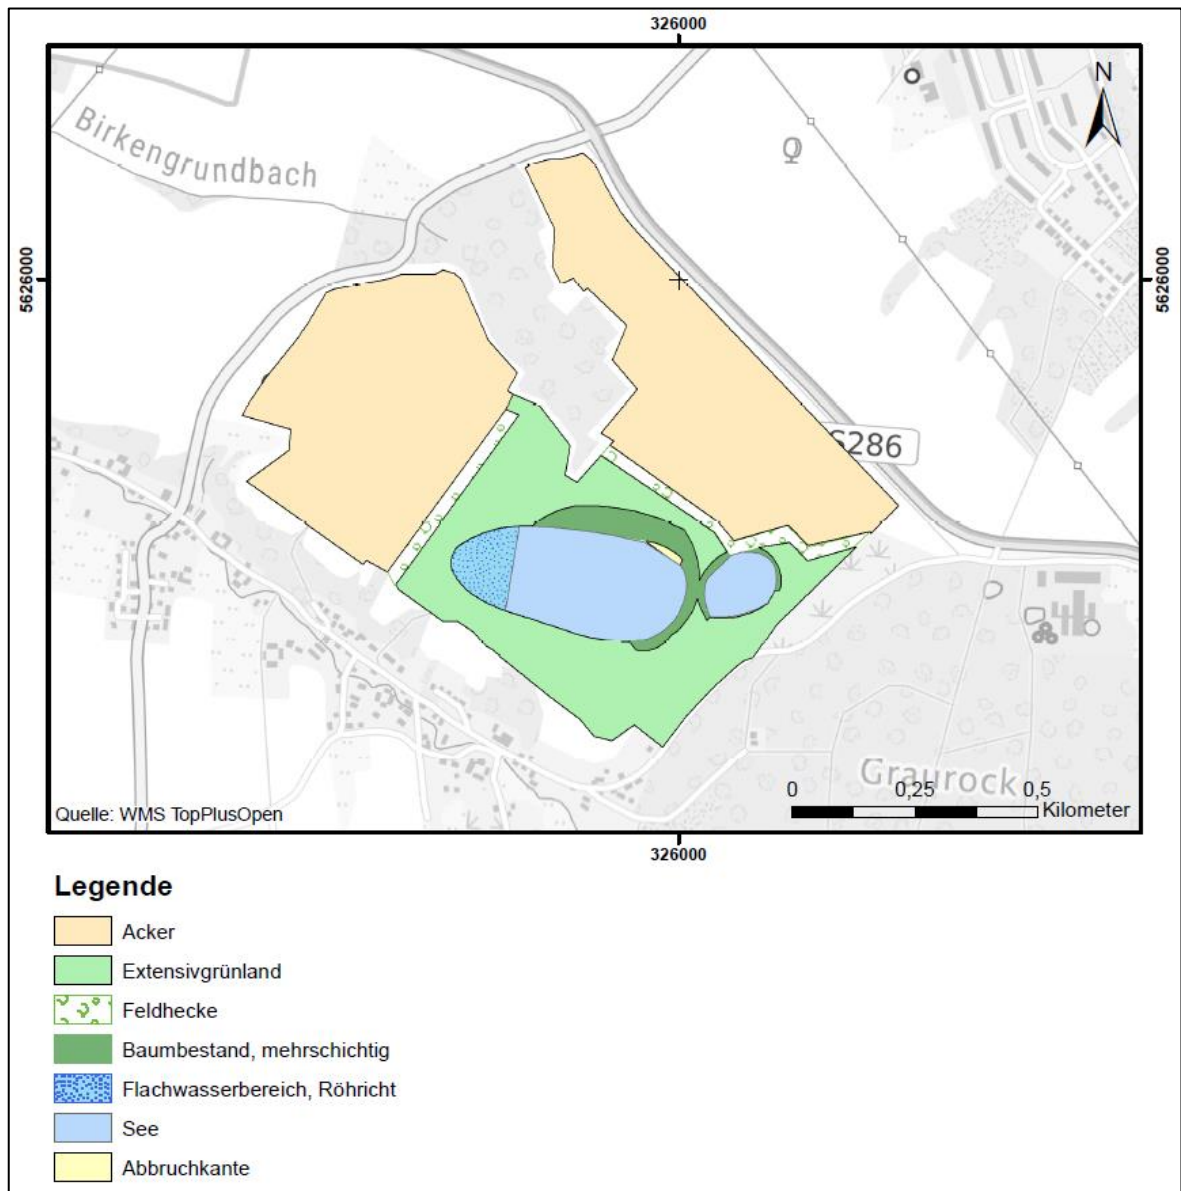 326000
N
Birkengrundbach
5626000
5626000
S286
Graurock
0 0,25 0,5
Kilometer
Quelle: WMS TopPlusOpen
326000
Legende
Acker
Extensivgrünland
Feldhecke
Baumbestand, mehrschichtig
Flachwasserbereich, Röhricht
See
Abbruchkante